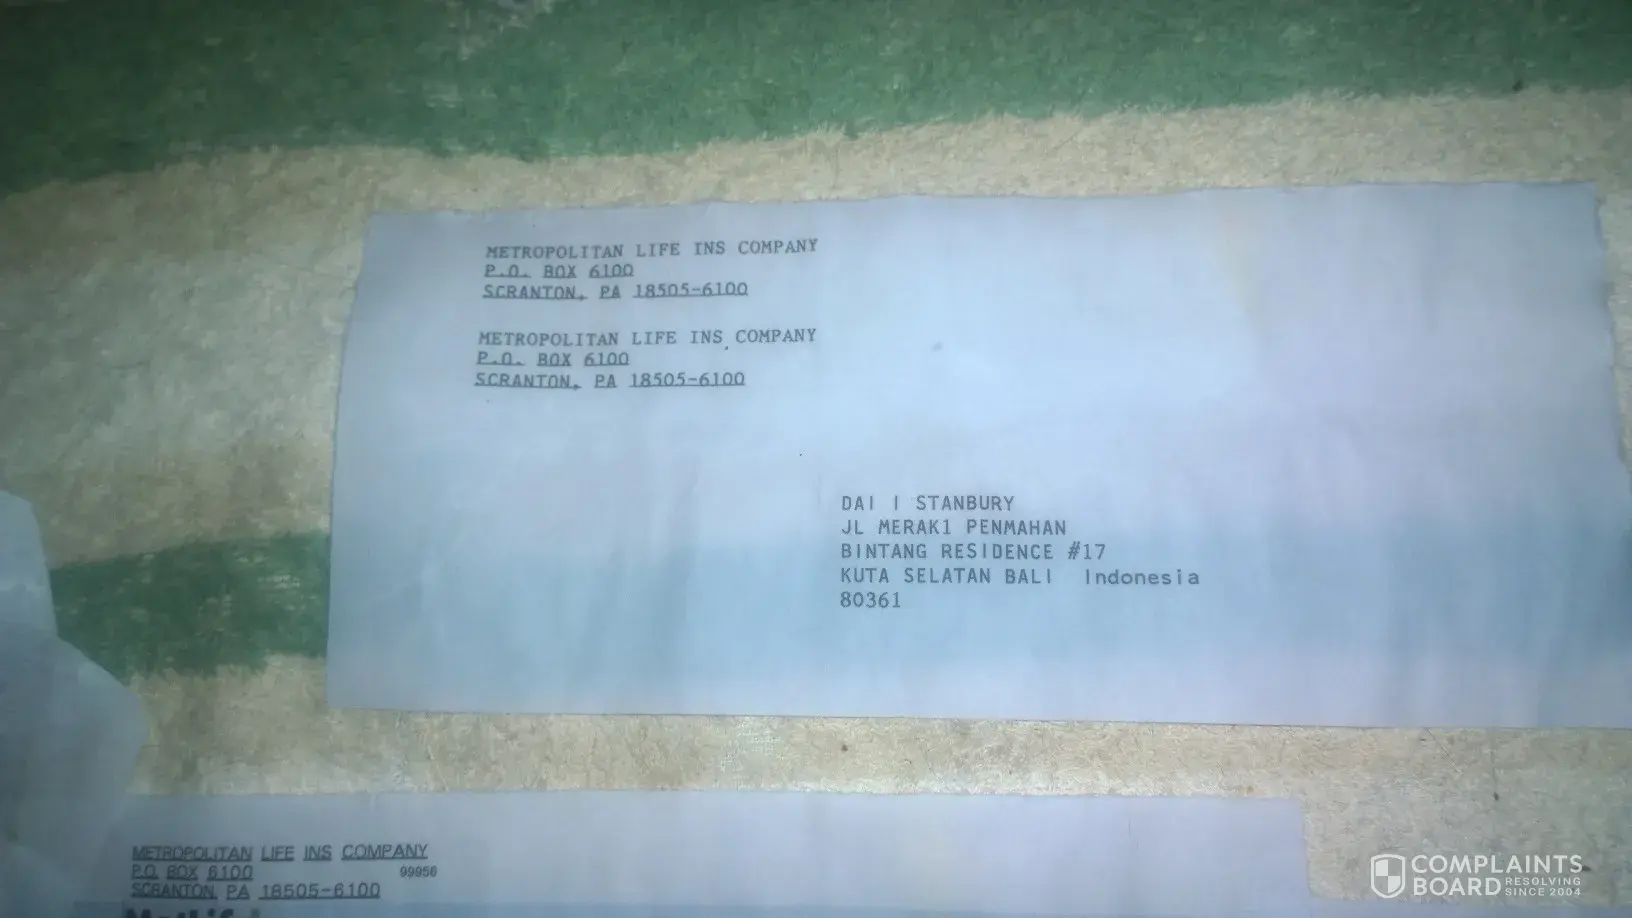 METROPOLITAN LIFE INS COMPANY
P.O. BOX 6100
SCRANTON, PA 18505-6100
METROPOLITAN LIFE INS COMPANY
P.O. BOX 6100
SCRANTON, PA 18505-6100
DAI I STANBURY
JL MERAK1 PENMAHAN
BINTANG RESIDENCE #17
KUTA SELATAN BALI Indonesia
80361
METROPOLITAN LIFE INS COMPANY
P.O. BOX 6100 99956
SCRANTON, PA 18505-6100
COMPLAINTS
BOARD RESOLVING
SINCE 2004